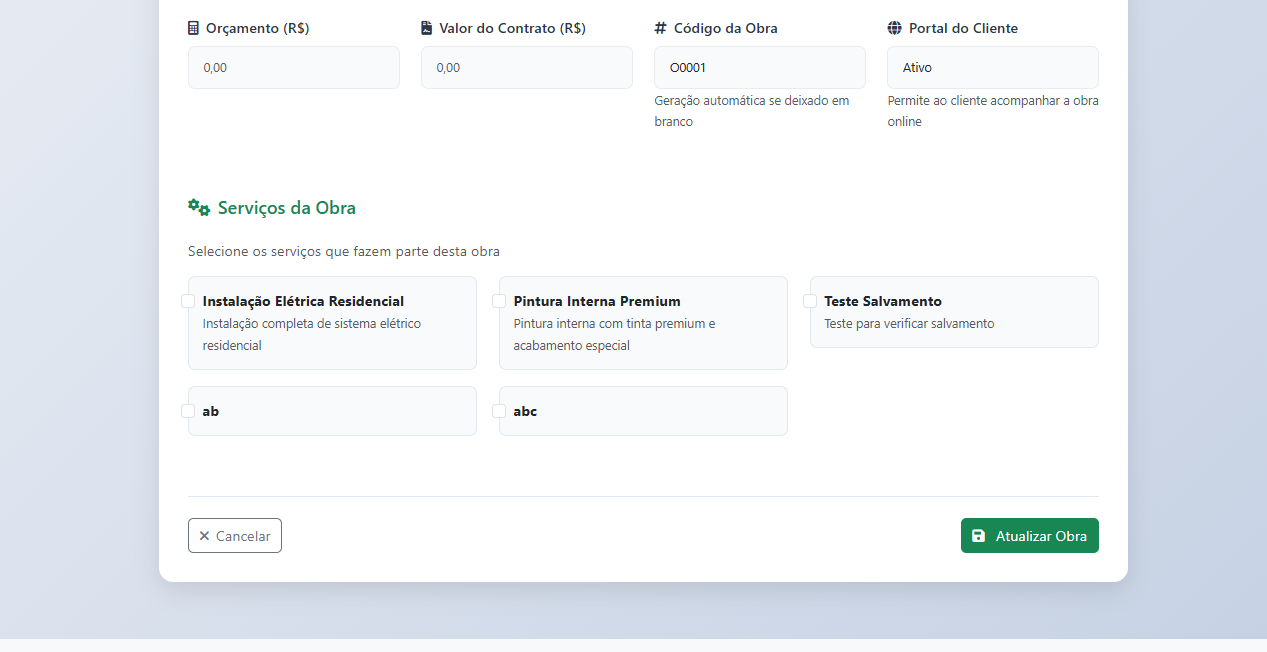 Orçamento (R$)
Valor do Contrato (R$)
# Código da Obra
Portal do Cliente
0,00
0,00
O0001
Ativo
Geração automática se deixado em
branco
Permite ao cliente acompanhar a obra
online
Serviços da Obra
Selecione os serviços que fazem parte desta obra
Instalação Elétrica Residencial
Instalação completa de sistema elétrico
residencial
Pintura Interna Premium
Pintura interna com tinta premium e
acabamento especial
Teste Salvamento
Teste para verificar salvamento
ab
abc
Cancelar
Atualizar Obra